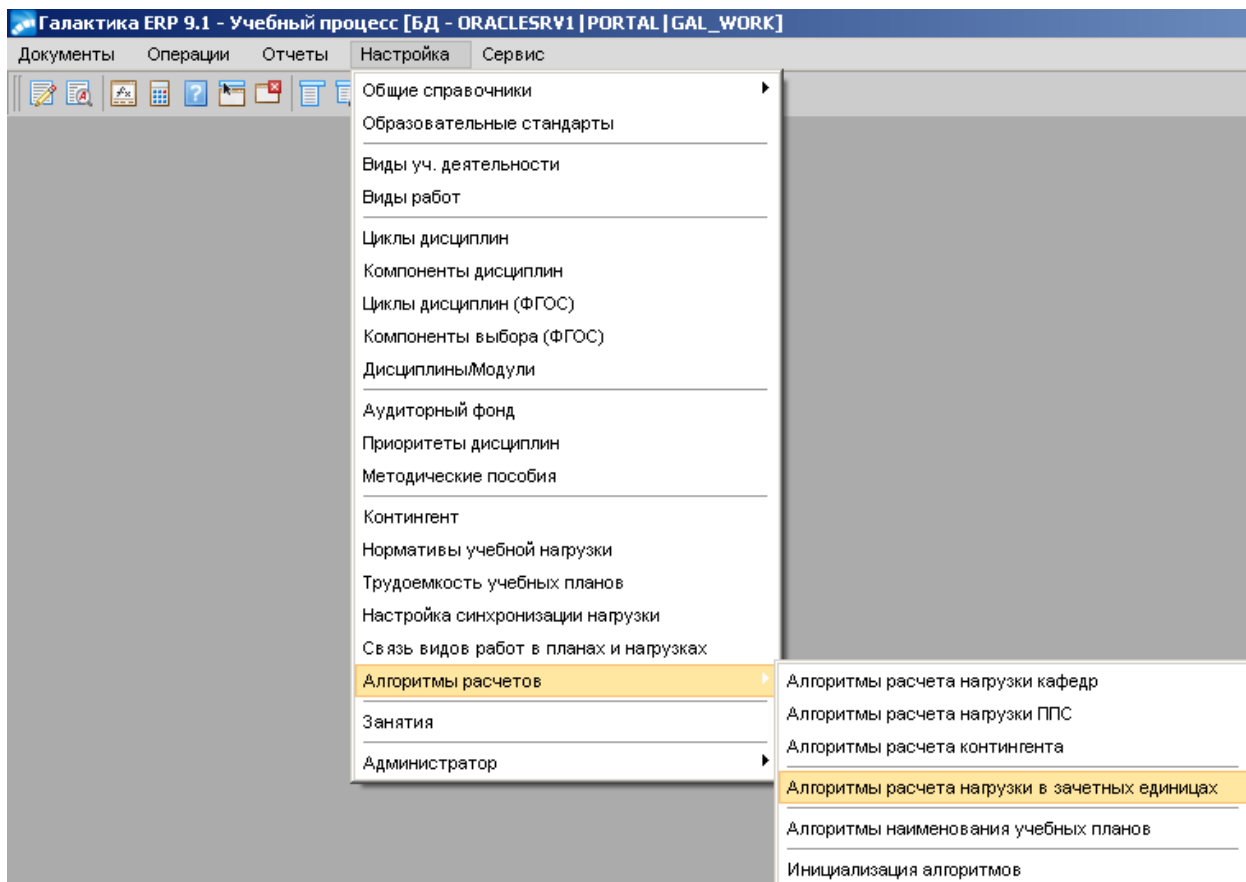 Галактика ERP 9.1 - Учебный процесс [БД - ORACLESRV1|PORTAL|GAL_WORK]
Документы Операции Отчеты Настройка Сервис
Общие справочники
Образовательные стандарты
Виды уч. деятельности
Виды работ
Циклы дисциплин
Компоненты дисциплин
Циклы дисциплин (ФГОС)
Компоненты выбора (ФГОС)
Дисциплины/Модули
Аудиторный фонд
Приоритеты дисциплин
Методические пособия
Контингент
Нормативы учебной нагрузки
Трудоемкость учебных планов
Настройка синхронизации нагрузки
Связь видов работ в планах и нагрузках
Алгоритмы расчетов
Занятия
Администратор
Алгоритмы расчета нагрузки кафедр
Алгоритмы расчета нагрузки ППС
Алгоритмы расчета контингента
Алгоритмы расчета нагрузки в зачетных единицах
Алгоритмы наименования учебных планов
Инициализация алгоритмов